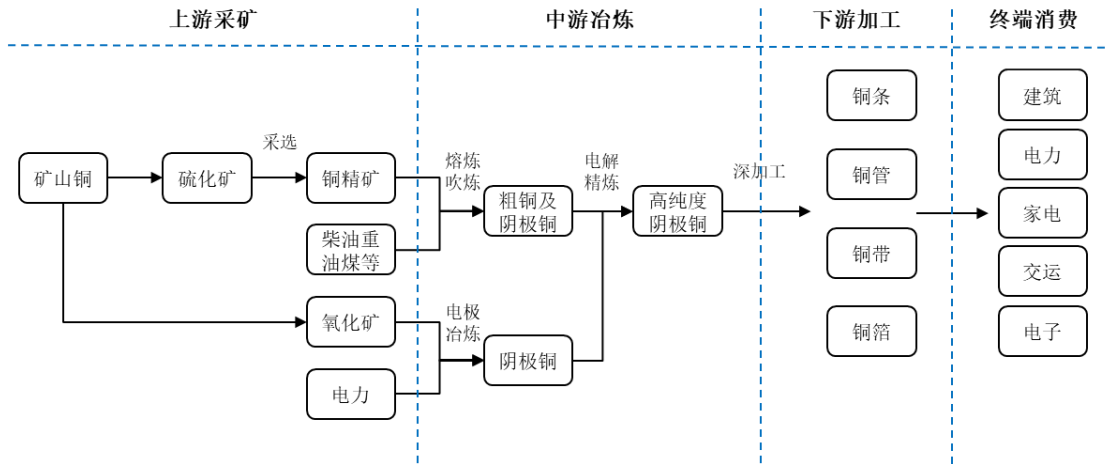 上游采矿
中游冶炼
下游加工
终端消费
矿山铜
采选
硫化矿
铜精矿
柴油重
油煤等
氧化矿
电力
熔炼
吹炼
粗铜及
阴极铜
电极
冶炼
阴极铜
电解
精炼
高纯度
阴极铜
深加工
铜条
铜管
铜带
铜箔
建筑
电力
家电
交运
电子